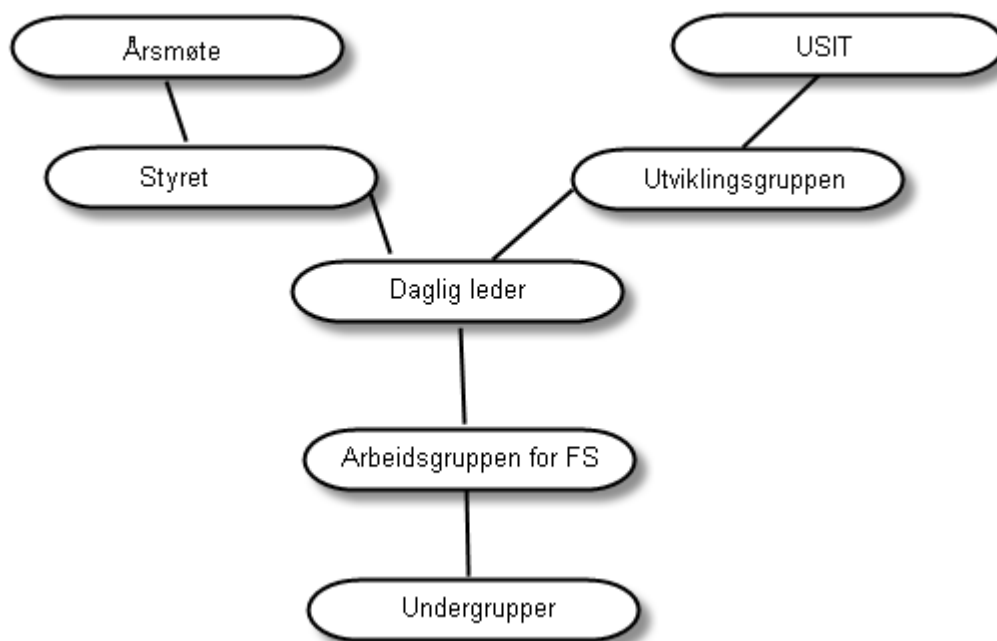 Årsmøte
USIT
Styret
Utviklingsgruppen
Daglig leder
Arbeidsgruppen for FS
Undergrupper